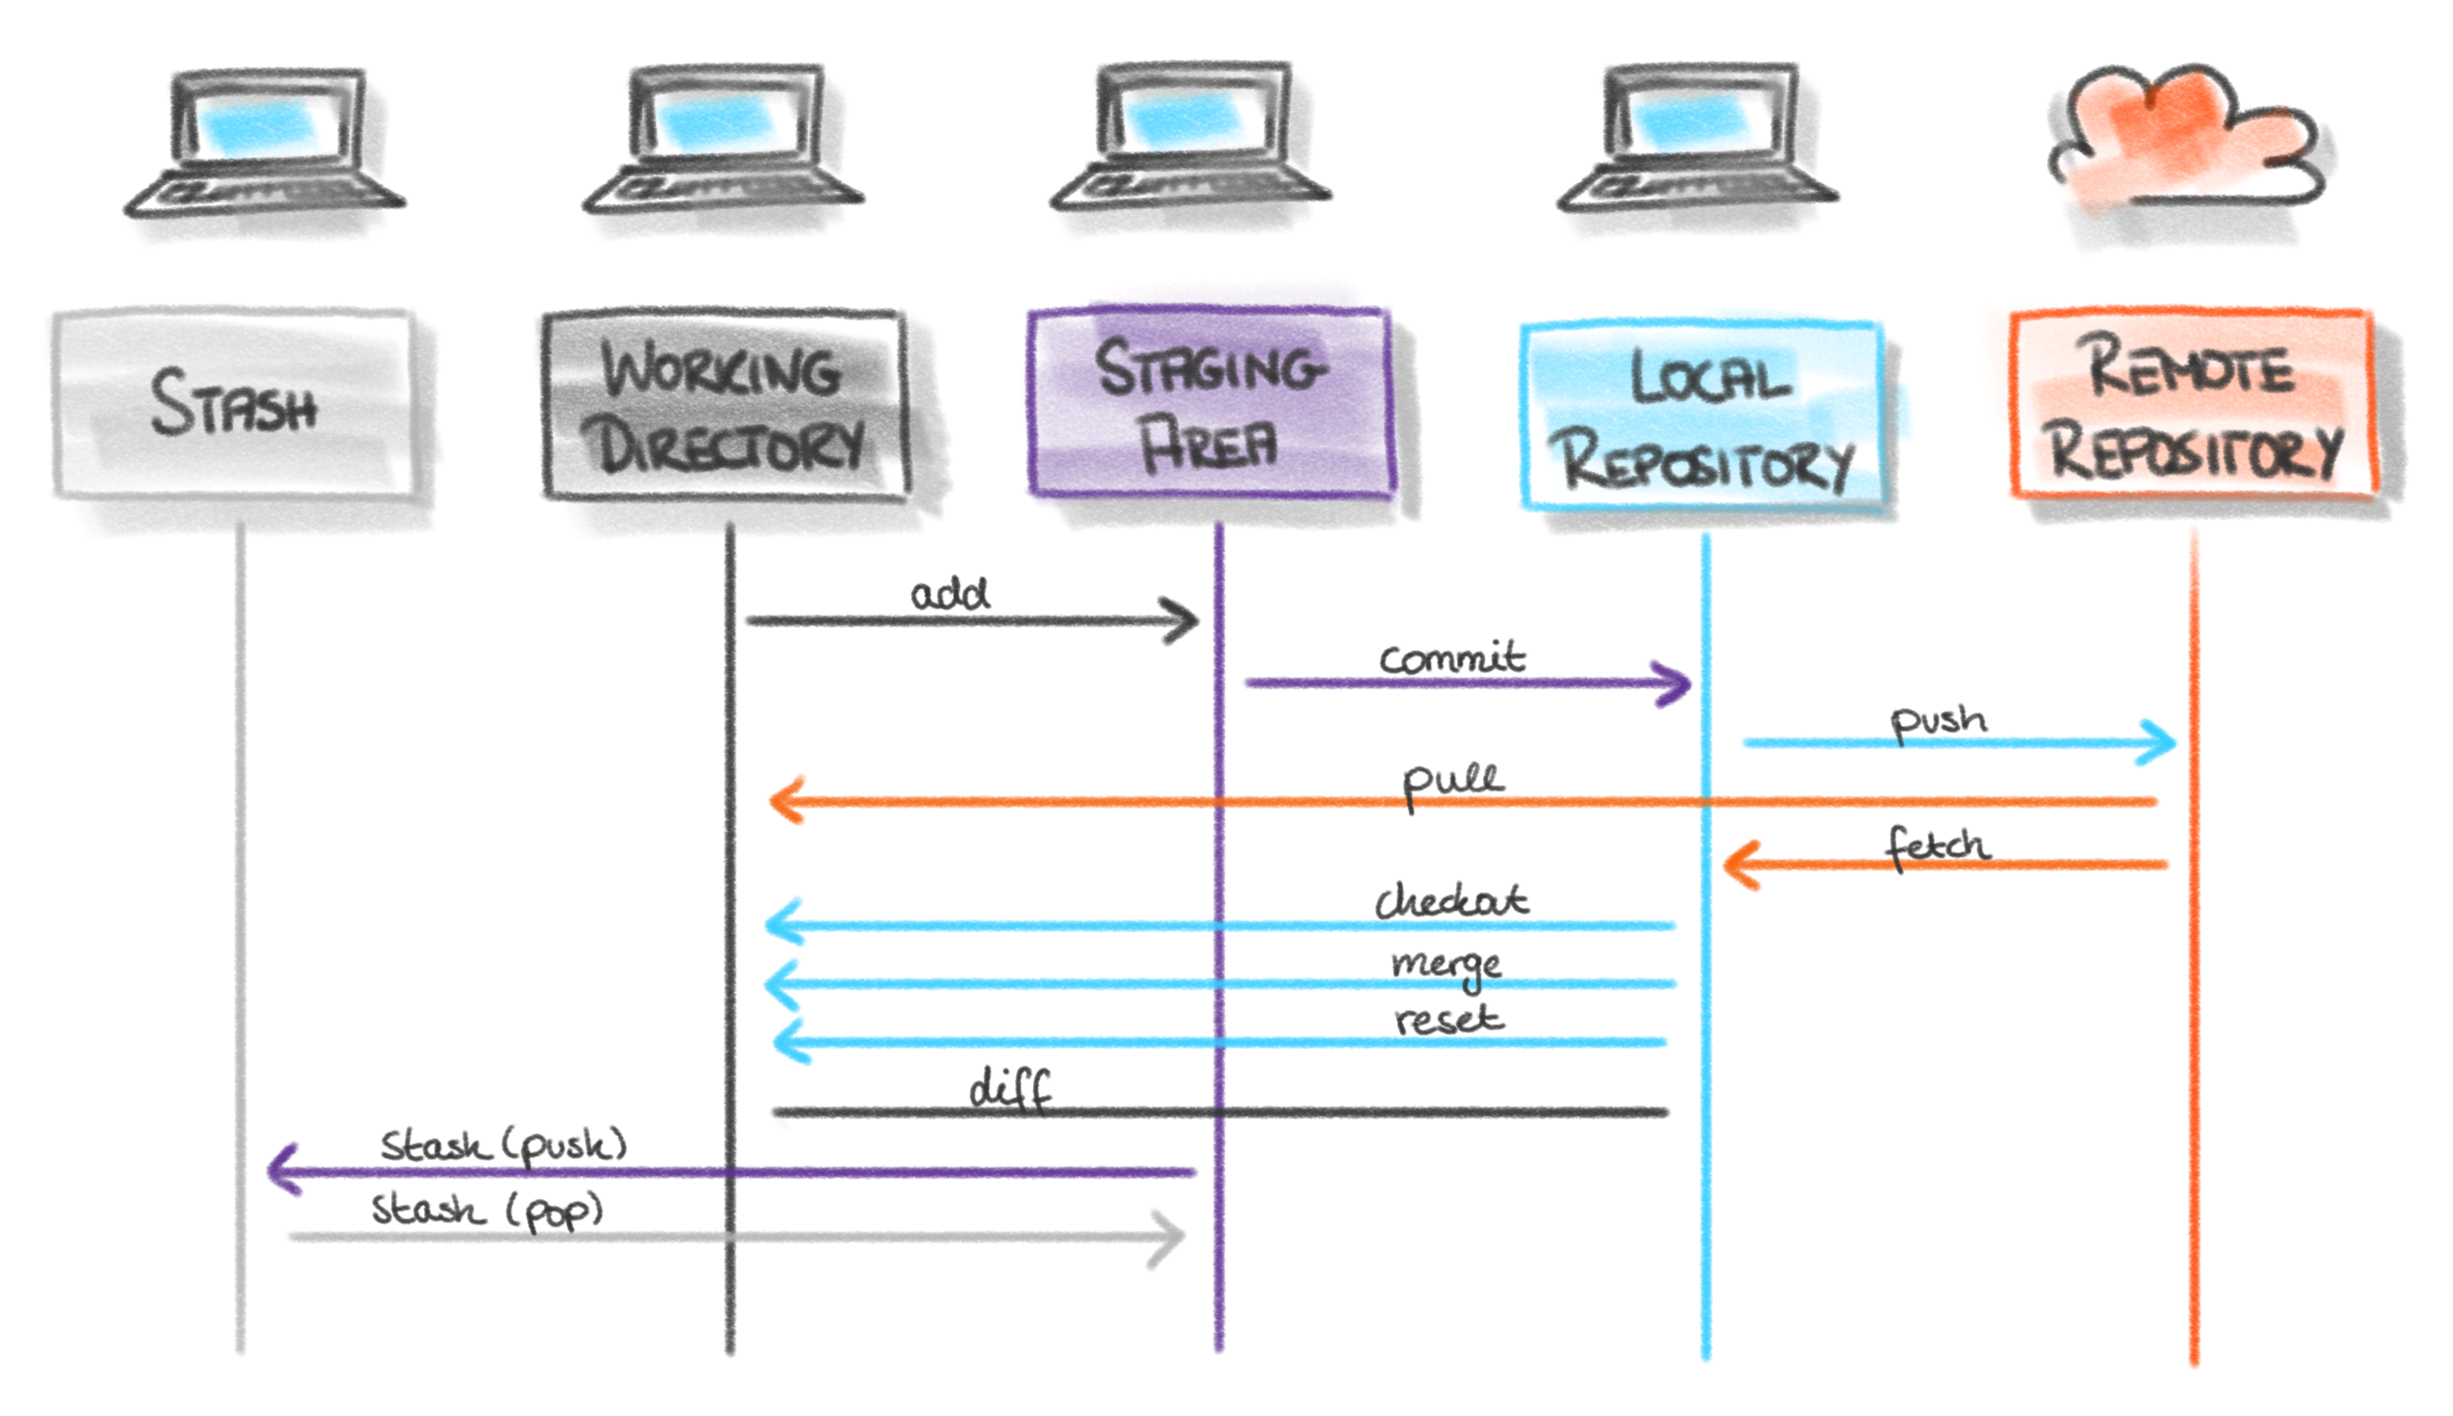 STASH
WORKING
DIRECTORY
STAGING
AREA
LOCAL
REPOSITORY
REMOTE
REPOSITORY
add
commit
push
pull
fetch
checkout
merge
reset
diff
Stash (push)
Stash (pop)